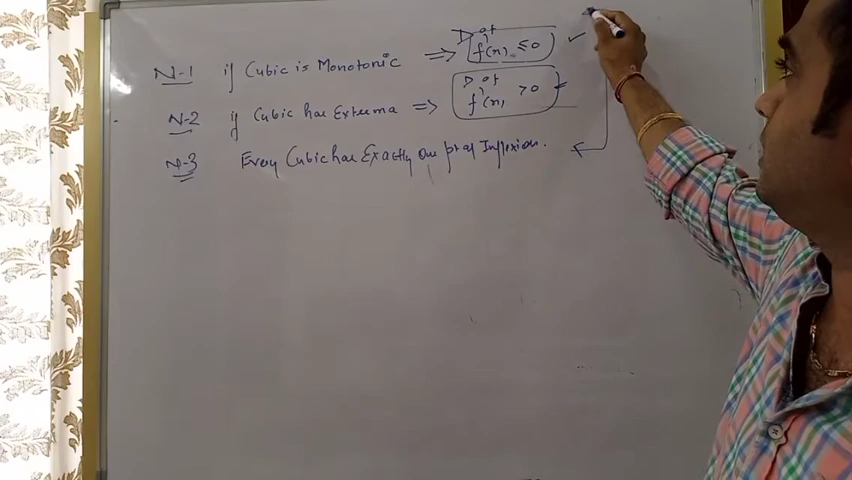 N-1 if Cubic is Monotonic ⇒ D of f'(x) ≤0 ✓
N-2 if Cubic has Extrema ⇒ D of f'(x) >0
N-3 Every Cubic has Exactly One pt of Inflexion.